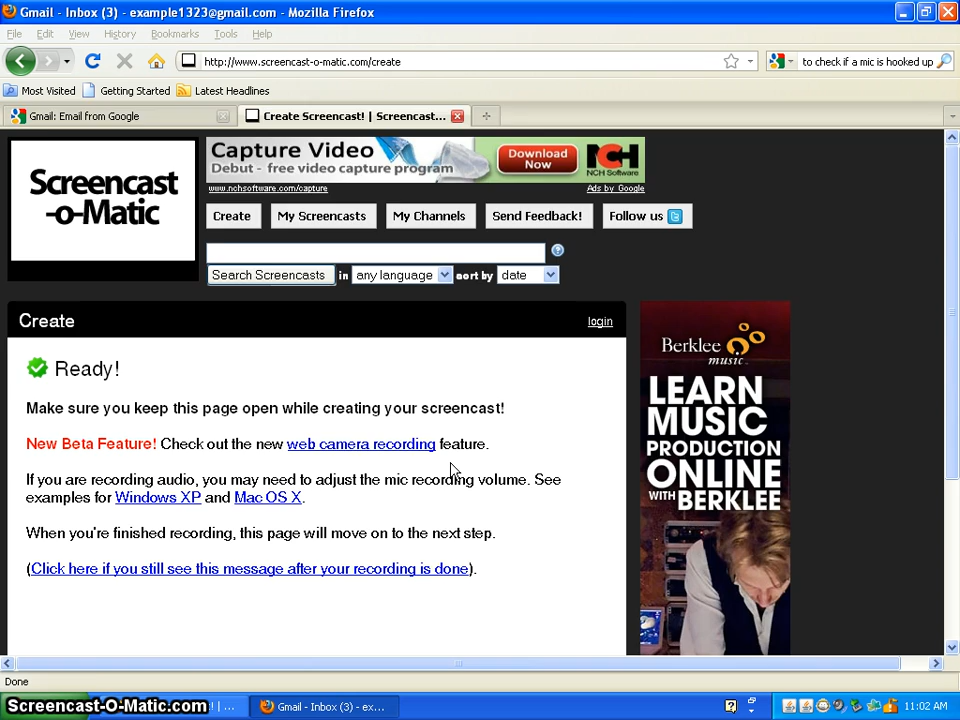 Gmail - Inbox (3) - example1323@gmail.com - Mozilla Firefox
File Edit View History Bookmarks Tools Help
http://www.screencast-o-matic.com/create
to check if a mic is hooked up
Most Visited Getting Started Latest Headlines
Gmail: Email from Google
Create Screencast! | Screencast...
Screencast
-o-Matic
Capture Video
Debut - free video capture program
Download
Now
NCH
NCH Software
www.nchsoftware.com/capture
Ads by Google
Create My Screencasts My Channels Send Feedback! Follow us
Search Screencasts in any language sort by date
Create
login
Ready!
Make sure you keep this page open while creating your screencast!
New Beta Feature! Check out the new web camera recording feature.
If you are recording audio, you may need to adjust the mic recording volume. See
examples for Windows XP and Mac OS X.
When you're finished recording, this page will move on to the next step.
(Click here if you still see this message after your recording is done).
Berklee
music
LEARN
MUSIC
PRODUCTION
ONLINE
WITH BERKLEE
Done
Screencast-O-Matic.com
! | ...
Gmail - Inbox (3) - ex...
11:02 AM